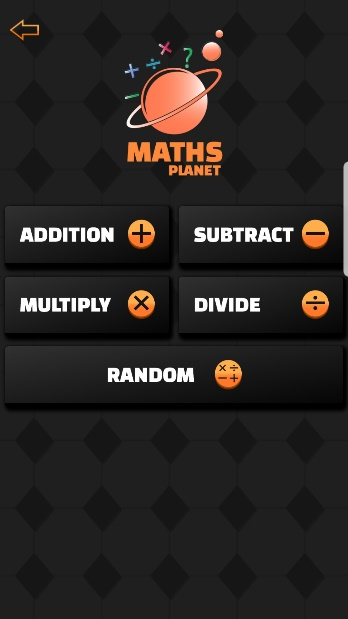 MATHS
PLANET
ADDITION +
SUBTRACT −
MULTIPLY ×
DIVIDE ÷
RANDOM × ÷ − +